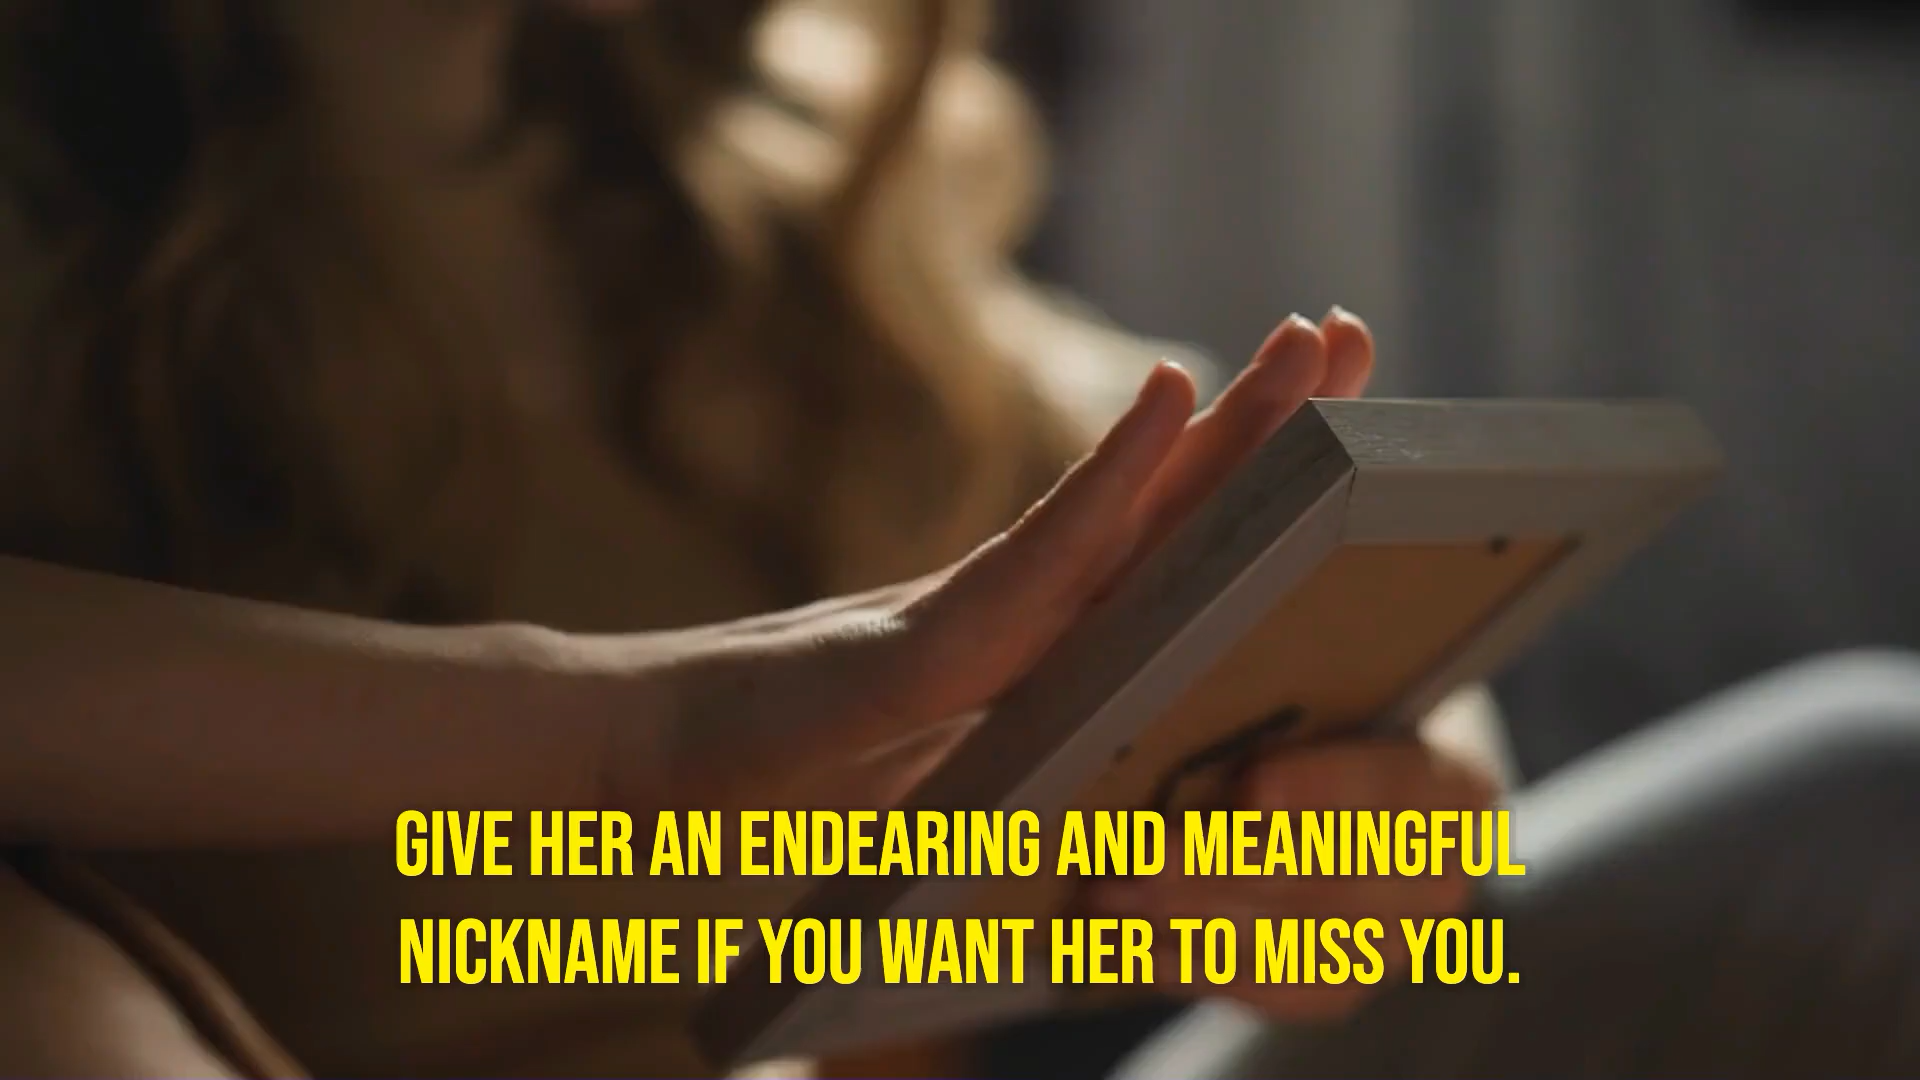 GIVE HER AN ENDEARING AND MEANINGFUL
NICKNAME IF YOU WANT HER TO MISS YOU.